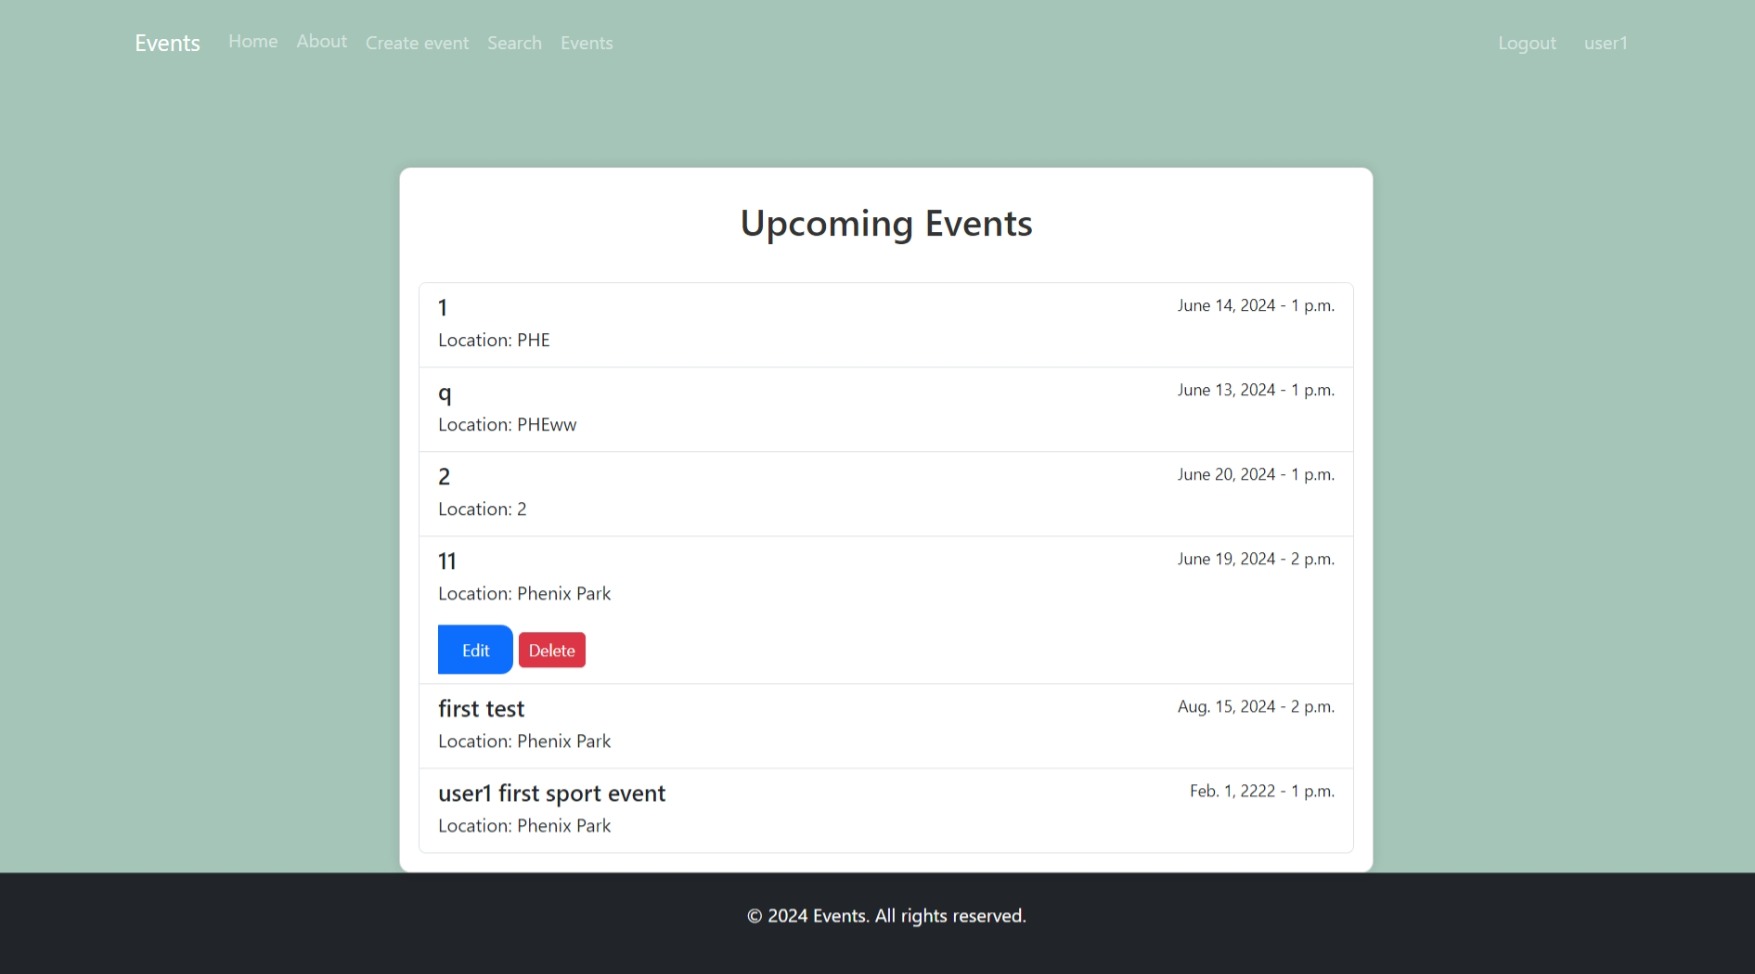 Events Home About Create event Search Events Logout user1
Upcoming Events
1 June 14, 2024 - 1 p.m.
Location: PHE
q June 13, 2024 - 1 p.m.
Location: PHEww
2 June 20, 2024 - 1 p.m.
Location: 2
11 June 19, 2024 - 2 p.m.
Location: Phenix Park
Edit Delete
first test Aug. 15, 2024 - 2 p.m.
Location: Phenix Park
user1 first sport event Feb. 1, 2222 - 1 p.m.
Location: Phenix Park
© 2024 Events. All rights reserved.